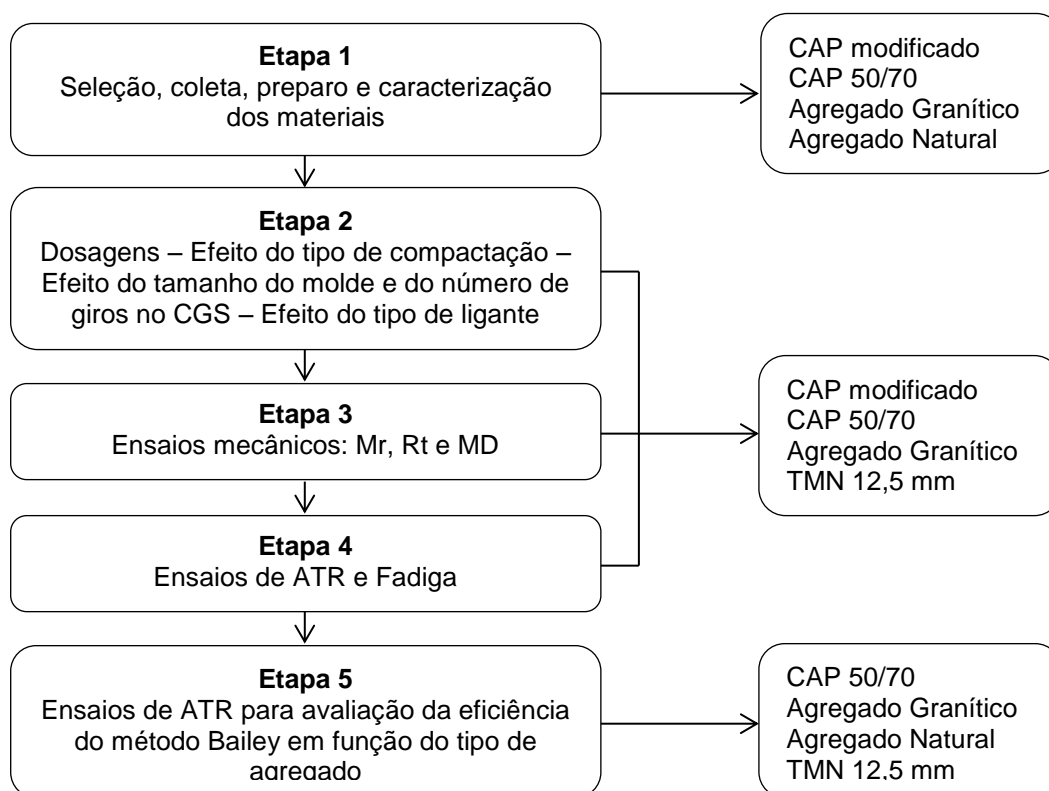 Etapa 1
Seleção, coleta, preparo e caracterização
dos materiais
CAP modificado
CAP 50/70
Agregado Granítico
Agregado Natural
Etapa 2
Dosagens – Efeito do tipo de compactação –
Efeito do tamanho do molde e do número de
giros no CGS – Efeito do tipo de ligante
Etapa 3
Ensaios mecânicos: Mr, Rt e MD
CAP modificado
CAP 50/70
Agregado Granítico
TMN 12,5 mm
Etapa 4
Ensaios de ATR e Fadiga
Etapa 5
Ensaios de ATR para avaliação da eficiência
do método Bailey em função do tipo de
agregado
CAP 50/70
Agregado Granítico
Agregado Natural
TMN 12,5 mm